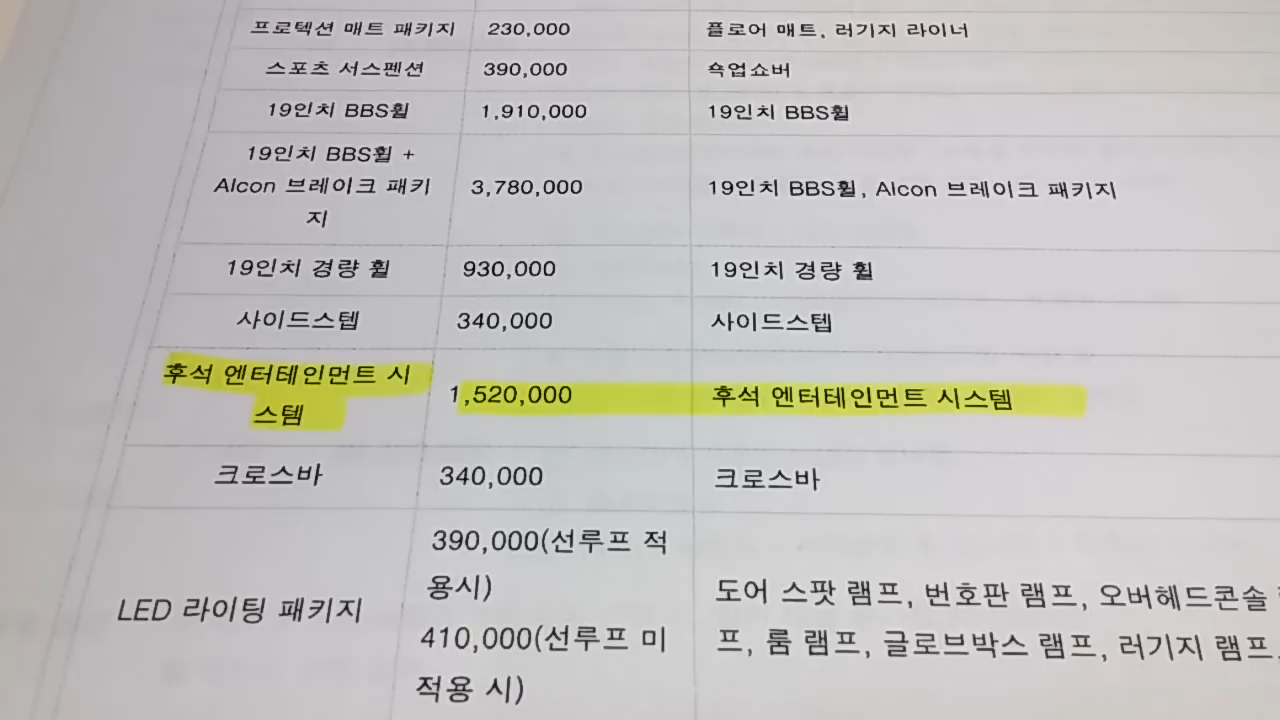 프로텍션 매트 패키지 230,000 플로어 매트, 러기지 라이너
스포츠 서스펜션 390,000 쇽업쇼버
19인치 BBS휠 1,910,000 19인치 BBS휠
19인치 BBS휠 +
Alcon 브레이크 패키
지
3,780,000
19인치 BBS휠, Alcon 브레이크 패키지
19인치 경량 휠 930,000 19인치 경량 휠
사이드스텝 340,000 사이드스텝
후석 엔터테인먼트 시
스템
1,520,000
후석 엔터테인먼트 시스템
크로스바 340,000 크로스바
LED 라이팅 패키지
390,000(선루프 적
용시)
410,000(선루프 미
적용 시)
도어 스팟 램프, 번호판 램프, 오버헤드콘솔
프, 룸 램프, 글로브박스 램프, 러기지 램프,